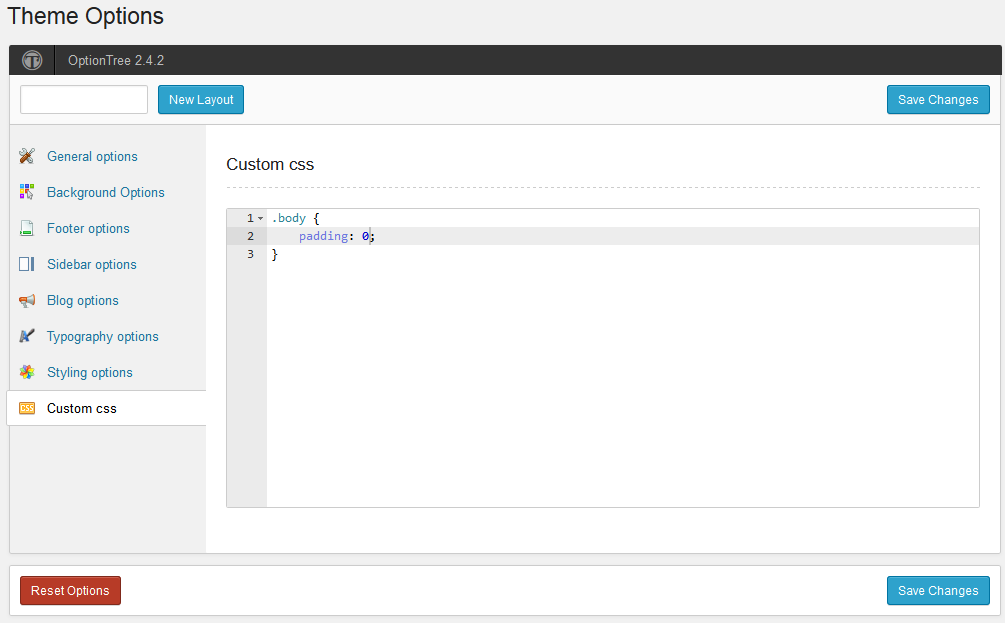 Theme Options
OptionTree 2.4.2
New Layout
Save Changes
General options
Background Options
Footer options
Sidebar options
Blog options
Typography options
Styling options
CSS Custom css
Custom css
1 .body {
2 padding: 0;
3 }
Reset Options
Save Changes